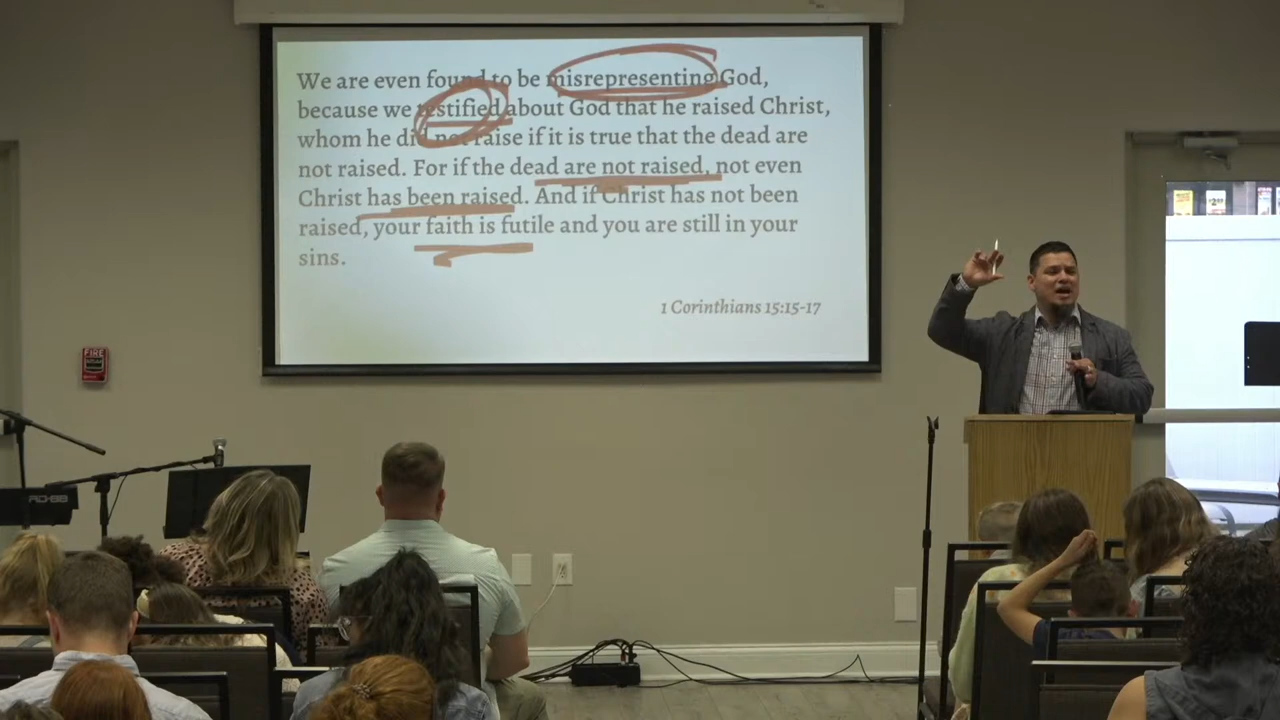 We are even found to be misrepresenting God,
because we testified about God that he raised Christ,
whom he did not raise if it is true that the dead are
not raised. For if the dead are not raised, not even
Christ has been raised. And if Christ has not been
raised, your faith is futile and you are still in your
sins.
1 Corinthians 15:15-17
FIRE
RD-88